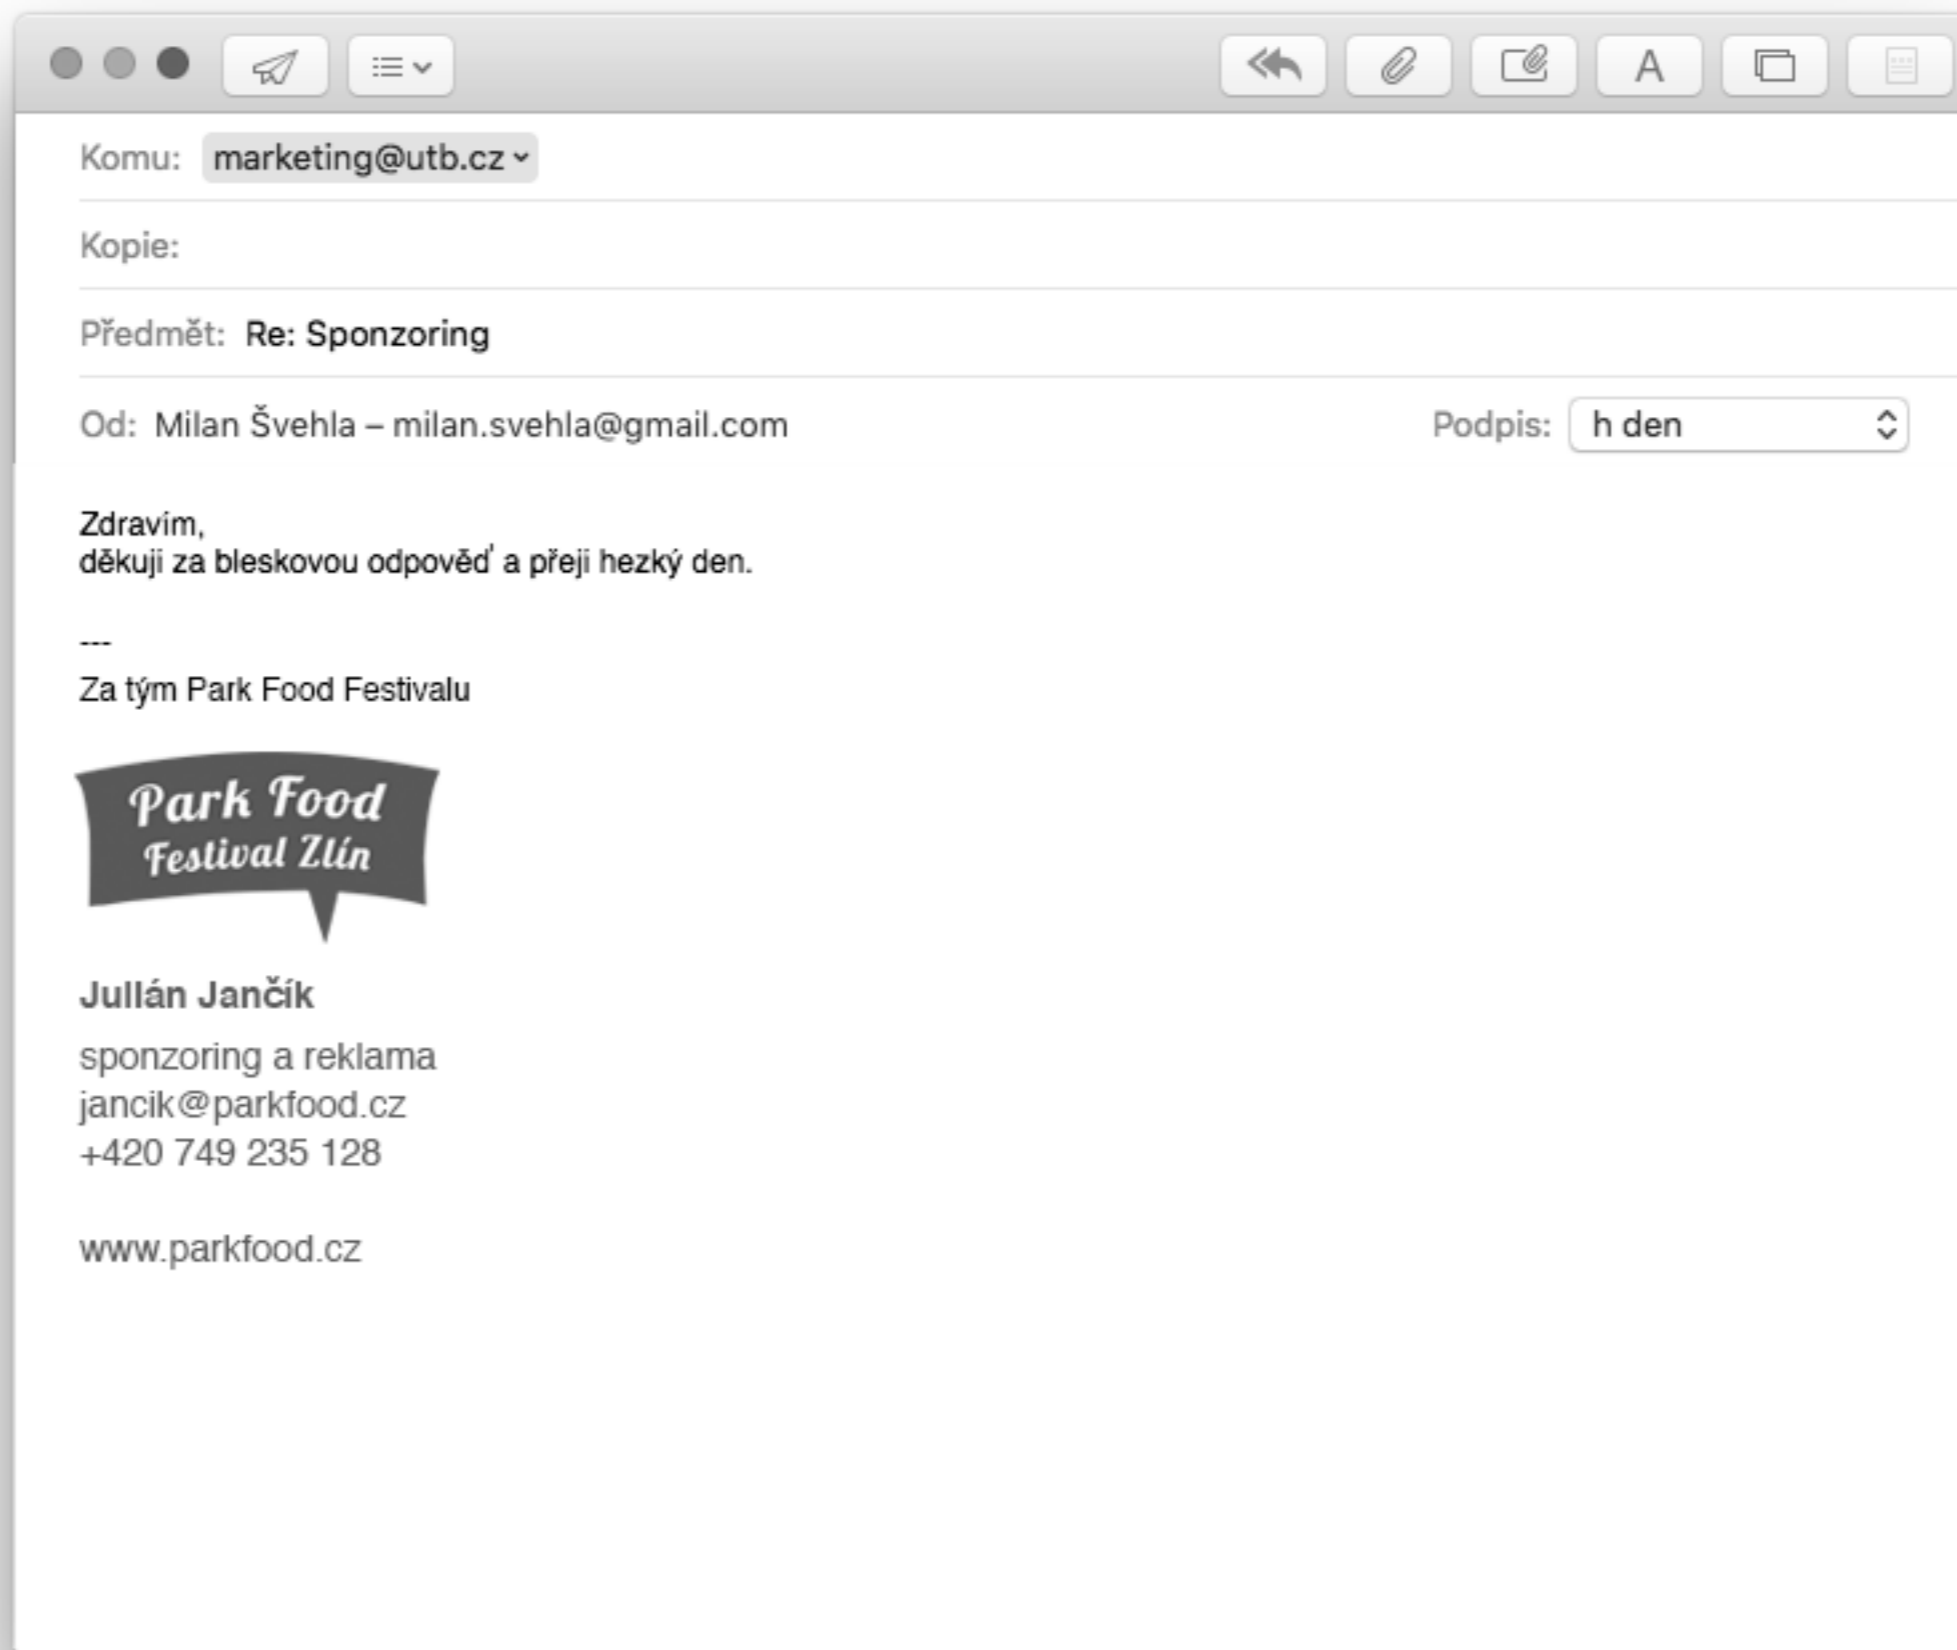 Komu: marketing@utb.cz
Kopie:
Předmět: Re: Sponzoring
Od: Milan Švehla – milan.svehla@gmail.com Podpis: h den
Zdravím,
děkuji za bleskovou odpověď a přeji hezký den.
---
Za tým Park Food Festivalu
Park Food
Festival Zlín
Julián Jančík
sponzoring a reklama
jancik@parkfood.cz
+420 749 235 128
www.parkfood.cz